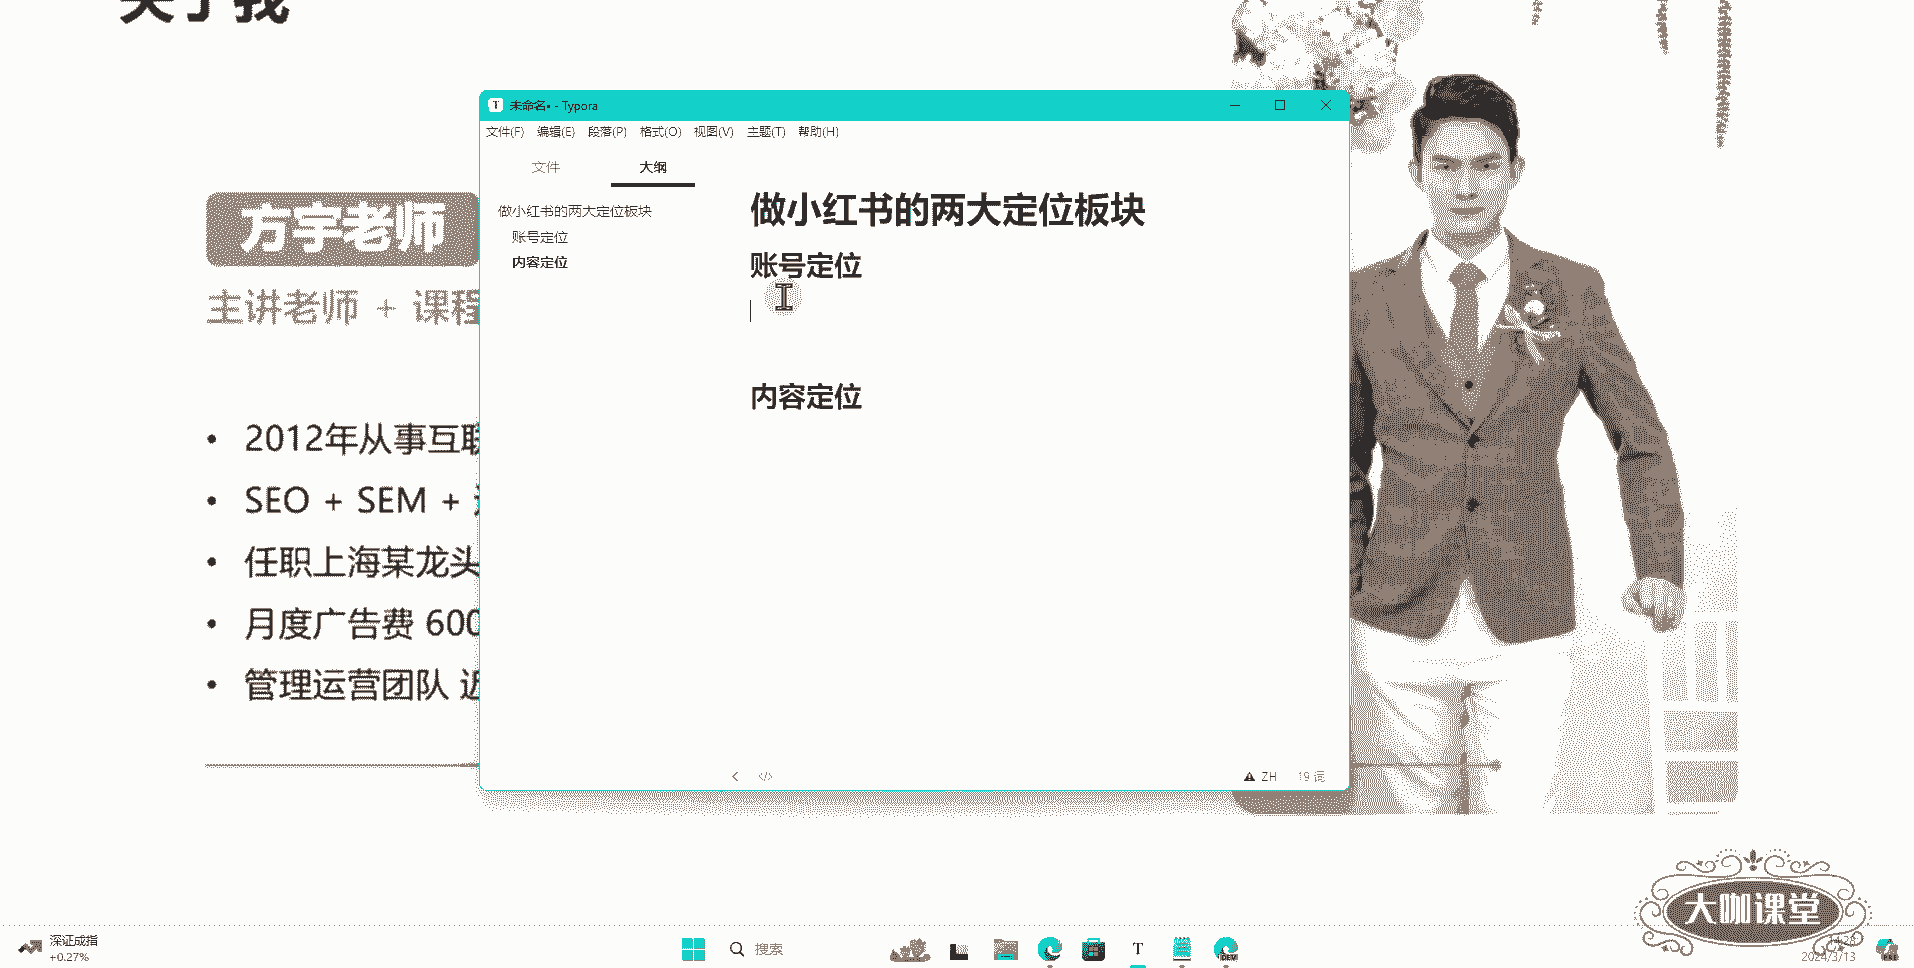 关于我
方宇老师
主讲老师 + 课程
2012年从事互联
SEO + SEM +
任职上海某龙头
月度广告费 600
管理运营团队 近
未命名• - Typora
文件(F) 编辑(E) 段落(P) 格式(O) 视图(V) 主题(T) 帮助(H)
文件 大纲
做小红书的两大定位板块
账号定位
内容定位
做小红书的两大定位板块
账号定位
内容定位
ZH 19 词
大咖课堂
深证成指
+0.27%
搜索
2024/3/13